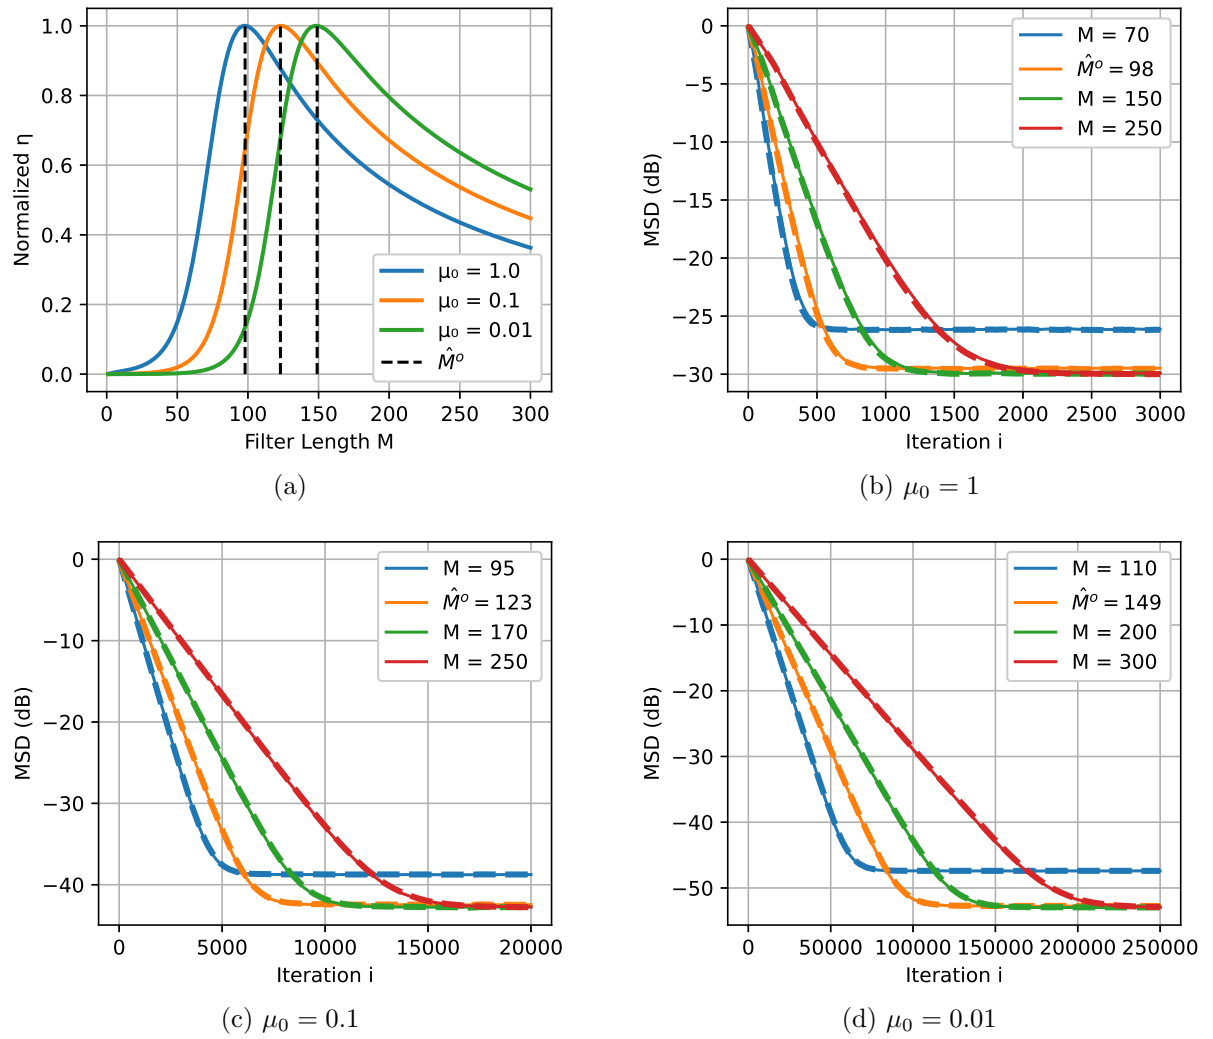 Normalized η
1.0
0.8
0.6
0.4
0.2
0.0
μ₀ = 1.0
μ₀ = 0.1
μ₀ = 0.01
M̂ᵒ
0 50 100 150 200 250 300
Filter Length M
(a)
MSD (dB)
0
−5
−10
−15
−20
−25
−30
M = 70
M̂ᵒ = 98
M = 150
M = 250
0 500 1000 1500 2000 2500 3000
Iteration i
(b) μ₀ = 1
MSD (dB)
0
−10
−20
−30
−40
M = 95
M̂ᵒ = 123
M = 170
M = 250
0 5000 10000 15000 20000
Iteration i
(c) μ₀ = 0.1
MSD (dB)
0
−10
−20
−30
−40
−50
M = 110
M̂ᵒ = 149
M = 200
M = 300
0 50000 100000 150000 200000 250000
Iteration i
(d) μ₀ = 0.01